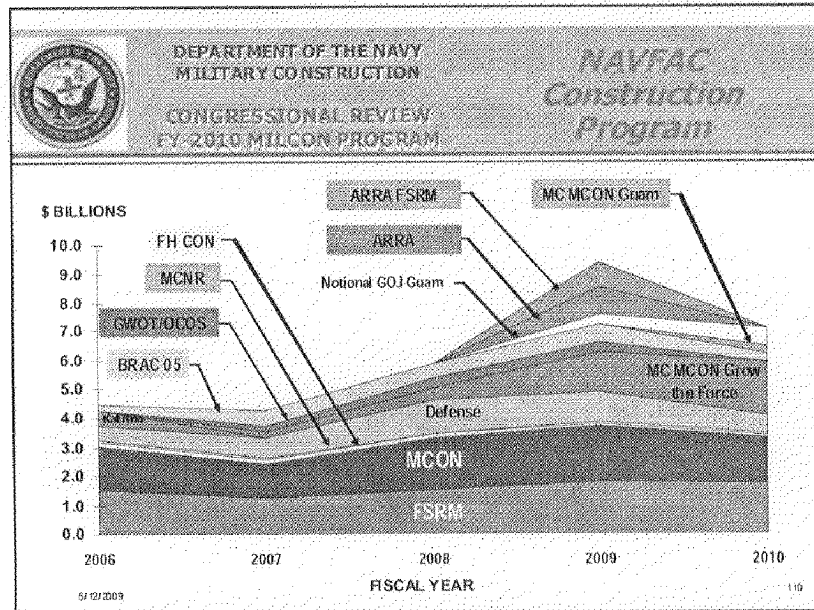 DEPARTMENT OF THE NAVY
MILITARY CONSTRUCTION
CONGRESSIONAL REVIEW
FY-2010 MILCON PROGRAM
NAVFAC
Construction
Program
$ BILLIONS
10.0
9.0
8.0
7.0
6.0
5.0
4.0
3.0
2.0
1.0
0.0
FH CON
MCNR
GWOT/OCOS
BRAC 05
ARRA FSRM
ARRA
Notional GOJ Guam
MC MCON Guam
MC MCON Grow
the Force
Defense
MCON
FSRM
2006
2007
2008
2009
2010
FISCAL YEAR
5/12/2009